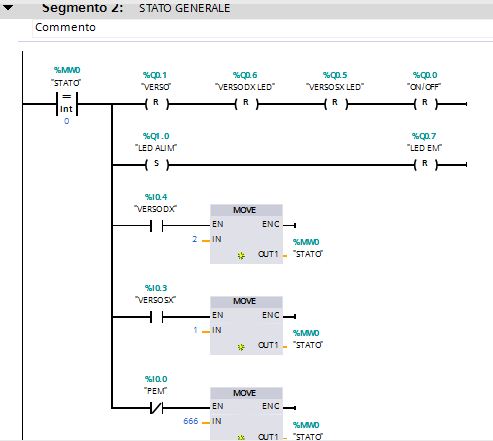 Segmento 2: STATO GENERALE
Commento
%MW0 %Q0.1 %Q0.6 %Q0.5 %Q0.0
"STATO" "VERSO" "VERSODX LED" "VERSOSX LED" "ON/OFF"
== R R R R
Int
0
%Q1.0 %Q0.7
"LED ALIM" "LED EM"
S R
%I0.4
"VERSODX"
MOVE
EN ENO
2 IN
%MW0
OUT1 "STATO"
%I0.3
"VERSOSX"
MOVE
EN ENO
1 IN
%MW0
OUT1 "STATO"
%I0.0
"PEM"
MOVE
EN ENO
666 IN
%MW0
OUT1 "STATO"